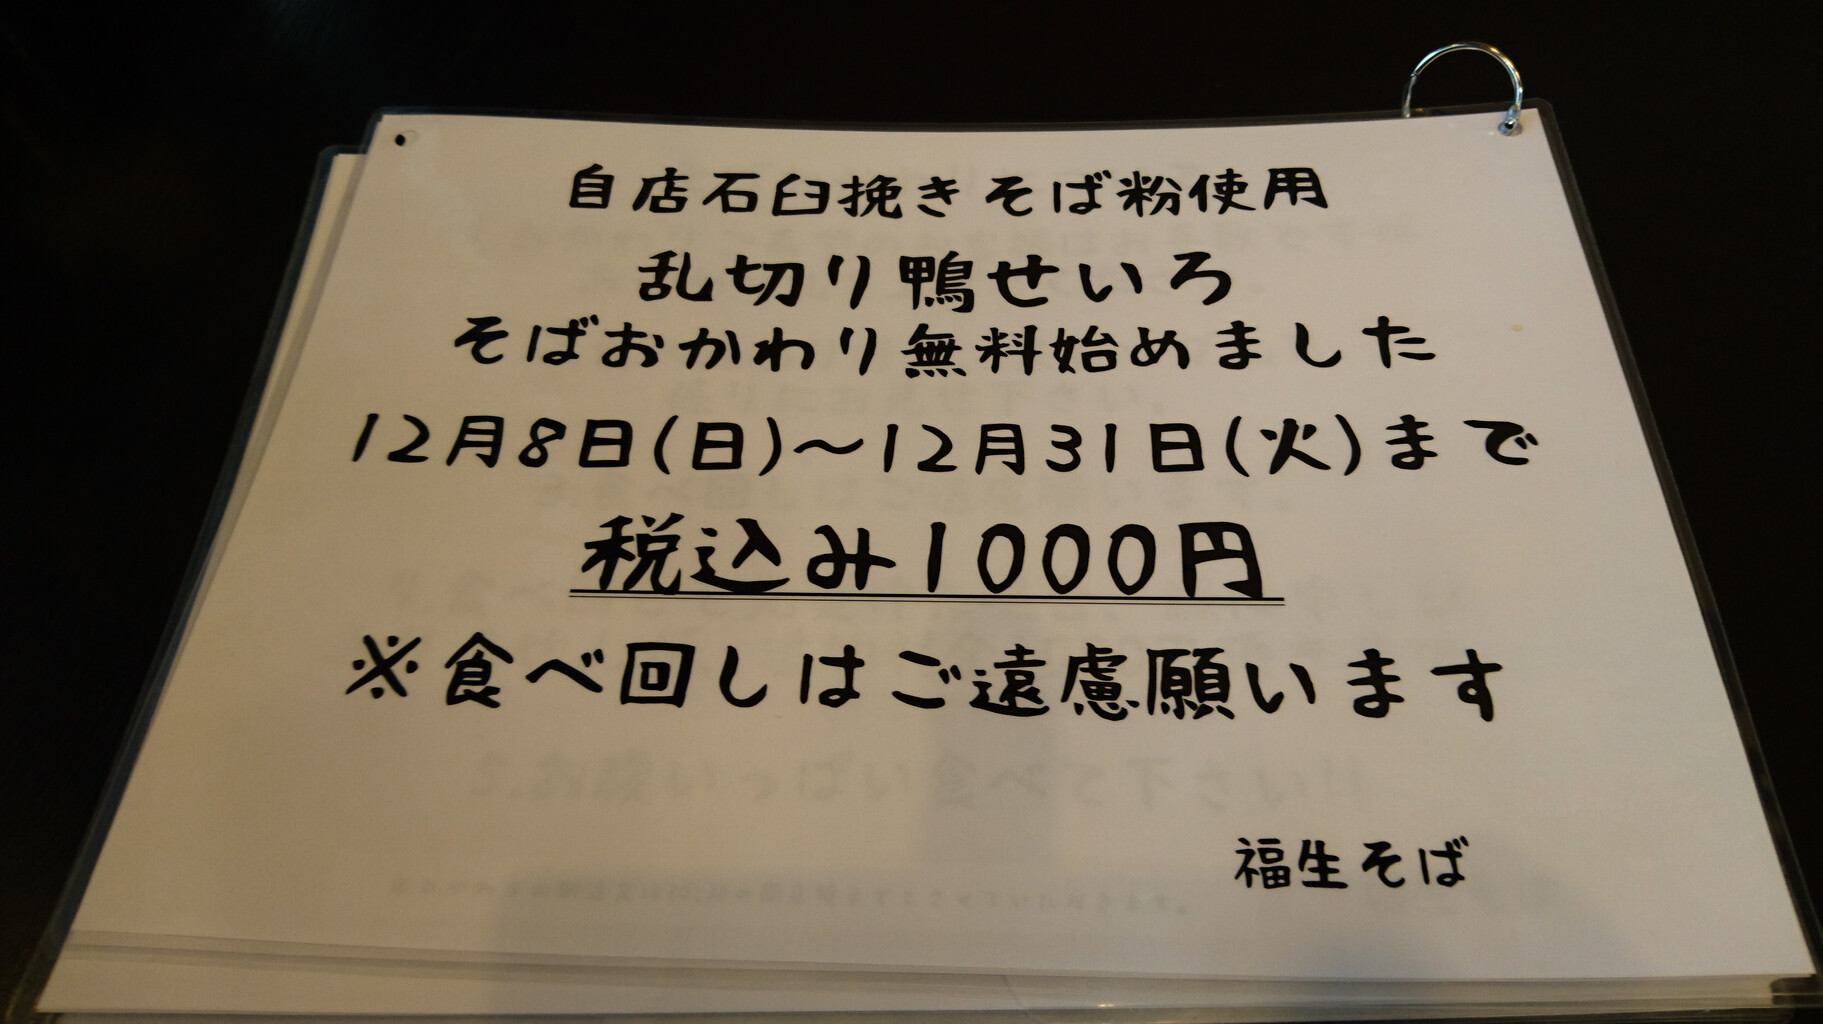 自店石臼挽きそば粉使用
乱切り鴨せいろ
そばおかわり無料始めました
12月8日(日)～12月31日(火)まで
税込み1000円
※食べ回しはご遠慮願います
福生そば